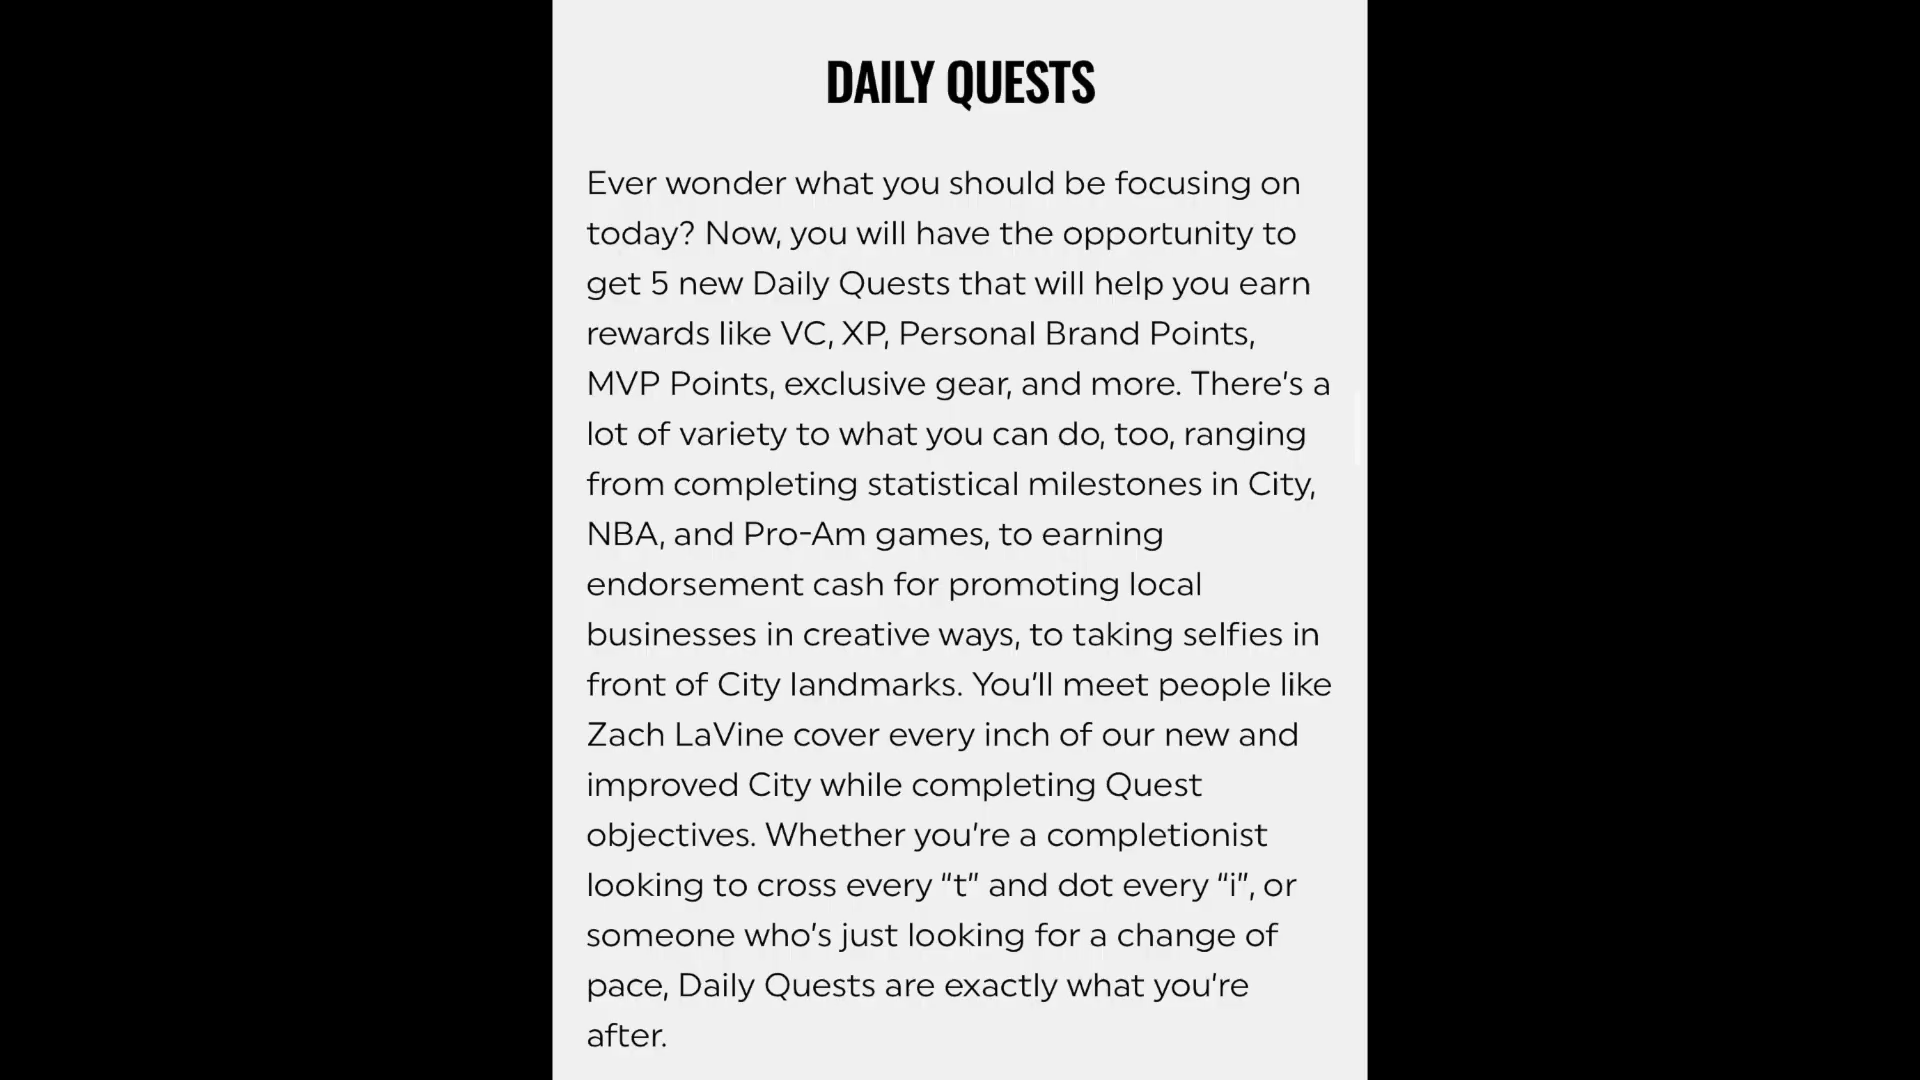 DAILY QUESTS
Ever wonder what you should be focusing on
today? Now, you will have the opportunity to
get 5 new Daily Quests that will help you earn
rewards like VC, XP, Personal Brand Points,
MVP Points, exclusive gear, and more. There’s a
lot of variety to what you can do, too, ranging
from completing statistical milestones in City,
NBA, and Pro-Am games, to earning
endorsement cash for promoting local
businesses in creative ways, to taking selfies in
front of City landmarks. You’ll meet people like
Zach LaVine cover every inch of our new and
improved City while completing Quest
objectives. Whether you’re a completionist
looking to cross every “t” and dot every “i”, or
someone who’s just looking for a change of
pace, Daily Quests are exactly what you’re
after.